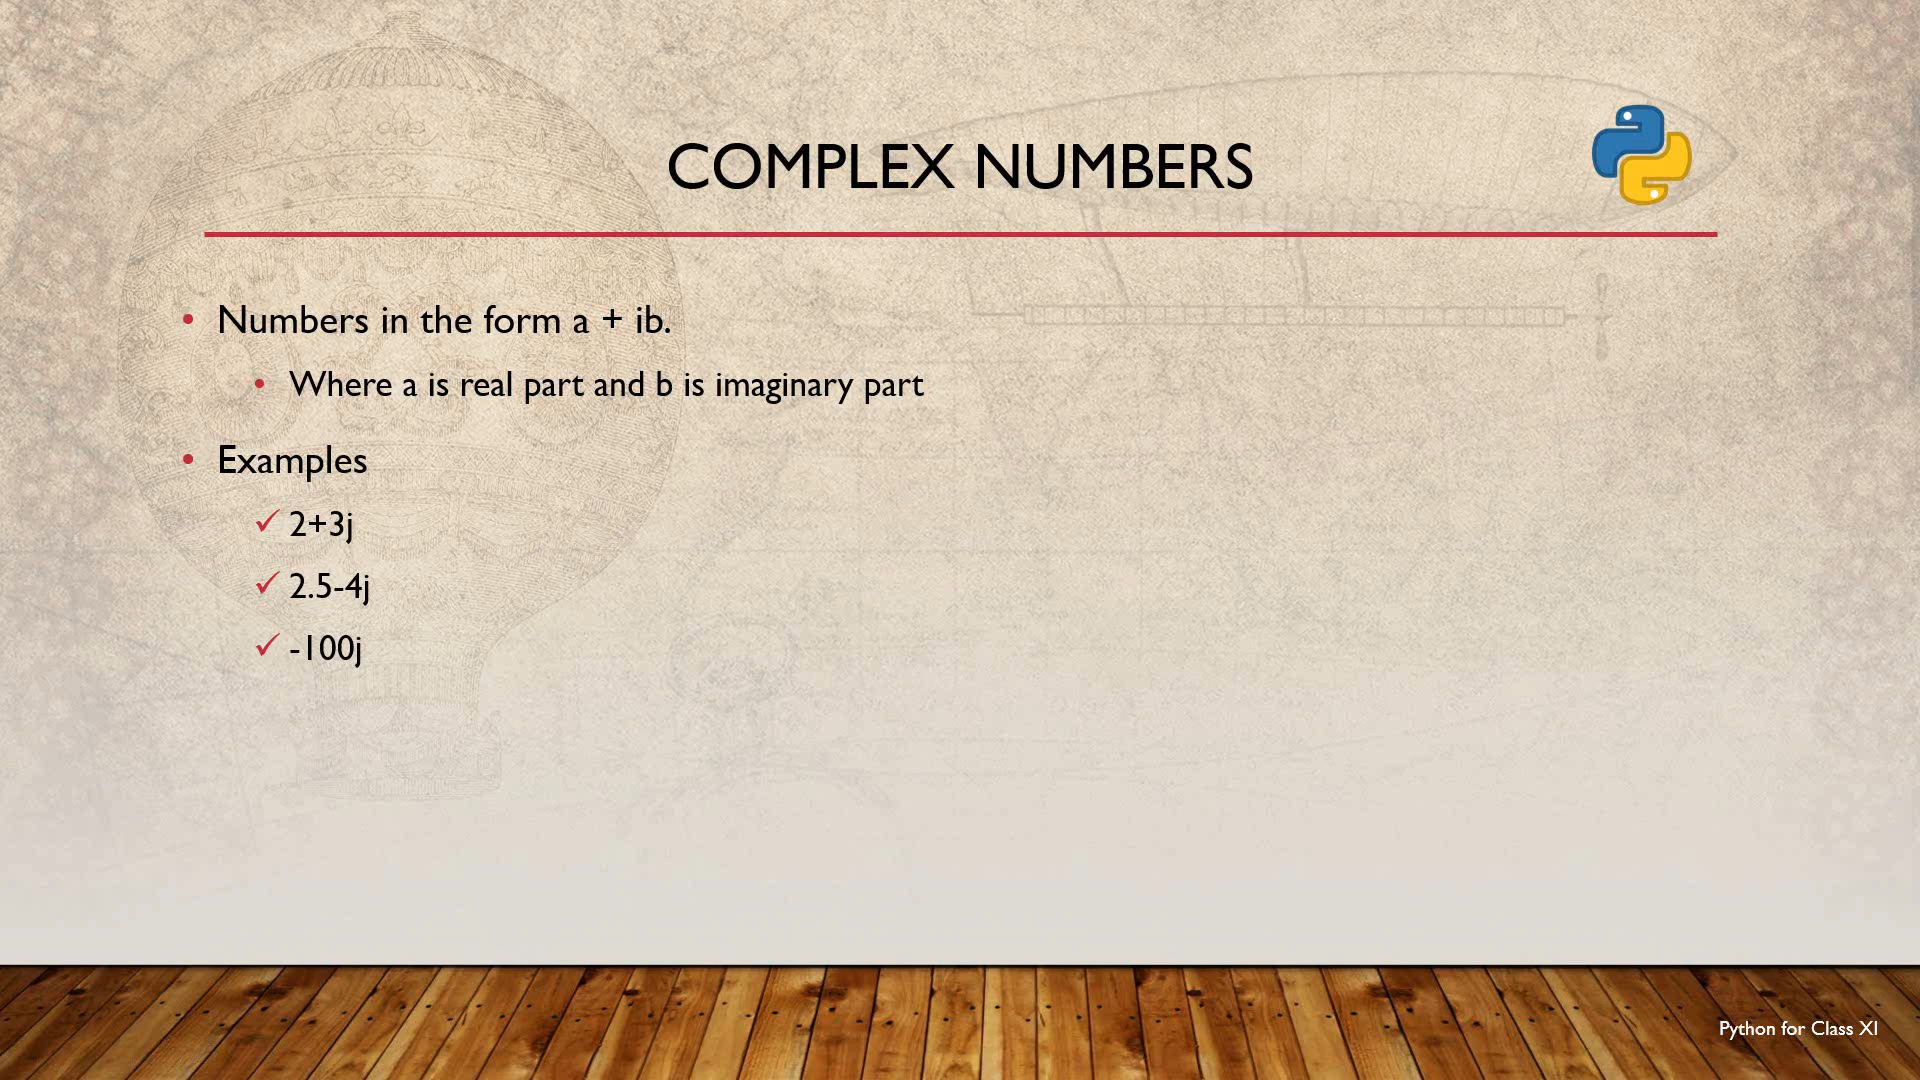 COMPLEX NUMBERS
• Numbers in the form a + ib.
• Where a is real part and b is imaginary part
• Examples
✓ 2+3j
✓ 2.5-4j
✓ -100j
Python for Class XI